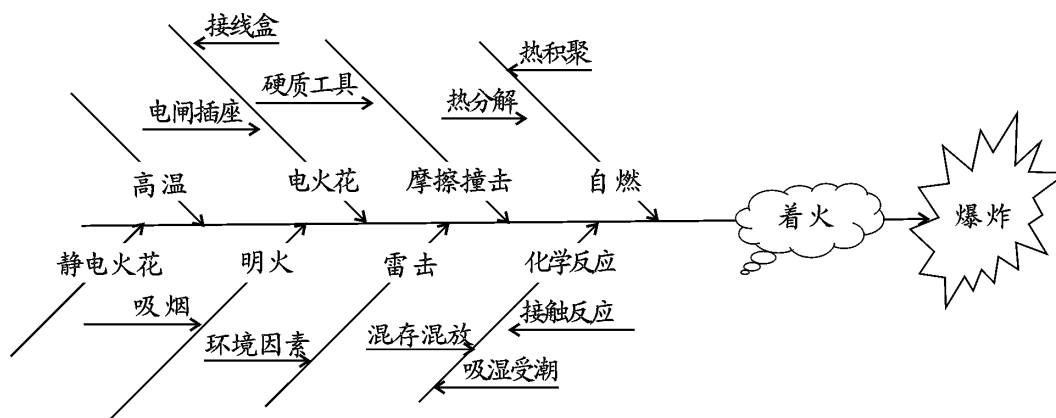 接线盒
热积聚
硬质工具
电闸插座
热分解
高温
电火花
摩擦撞击
自燃
着火
爆炸
静电火花
明火
雷击
化学反应
吸烟
接触反应
环境因素
混存混放
吸湿受潮